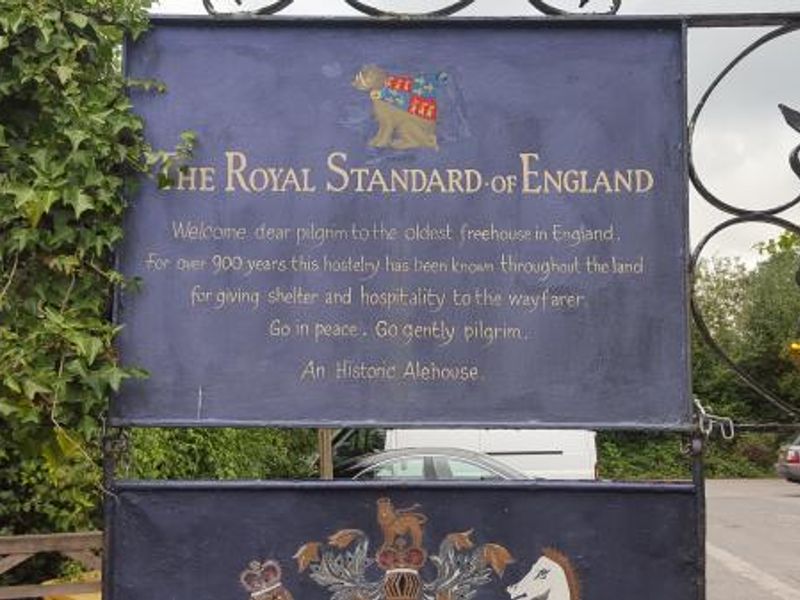 THE ROYAL STANDARD·OF ENGLAND
Welcome dear pilgrim to the oldest freehouse in England.
For over 900 years this hostelry has been known throughout the land
for giving shelter and hospitality to the wayfarer.
Go in peace. Go gently pilgrim.
An Historic Alehouse.